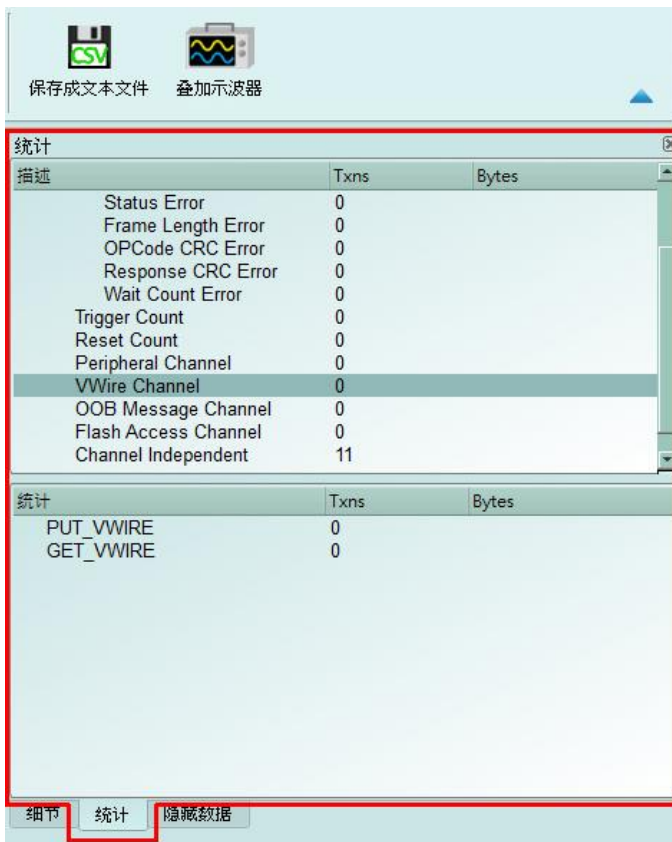 CSV
保存成文本文件 叠加示波器
统计
描述 Txns Bytes
Status Error 0
Frame Length Error 0
OPCode CRC Error 0
Response CRC Error 0
Wait Count Error 0
Trigger Count 0
Reset Count 0
Peripheral Channel 0
VWire Channel 0
OOB Message Channel 0
Flash Access Channel 0
Channel Independent 11
统计 Txns Bytes
PUT_VWIRE 0
GET_VWIRE 0
细节 统计 隐藏数据